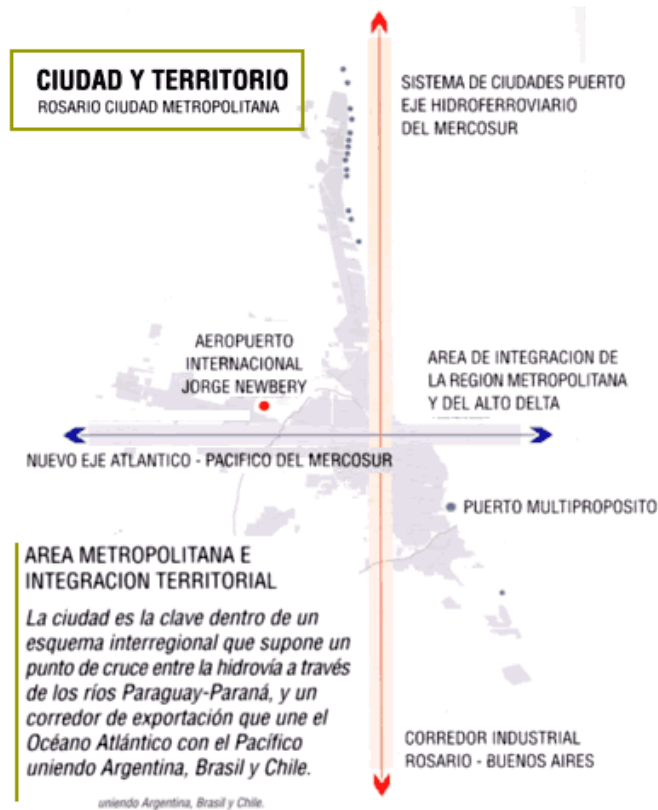 CIUDAD Y TERRITORIO
ROSARIO CIUDAD METROPOLITANA
SISTEMA DE CIUDADES PUERTO
EJE HIDROFERROVIARIO
DEL MERCOSUR
AEROPUERTO
INTERNACIONAL
JORGE NEWBERY
AREA DE INTEGRACION DE
LA REGION METROPOLITANA
Y DEL ALTO DELTA
NUEVO EJE ATLANTICO - PACIFICO DEL MERCOSUR
PUERTO MULTIPROPOSITO
AREA METROPOLITANA E
INTEGRACION TERRITORIAL
La ciudad es la clave dentro de un
esquema interregional que supone un
punto de cruce entre la hidrovía a través
de los ríos Paraguay-Paraná, y un
corredor de exportación que une el
Océano Atlántico con el Pacífico
uniendo Argentina, Brasil y Chile.
uniendo Argentina, Brasil y Chile.
CORREDOR INDUSTRIAL
ROSARIO - BUENOS AIRES